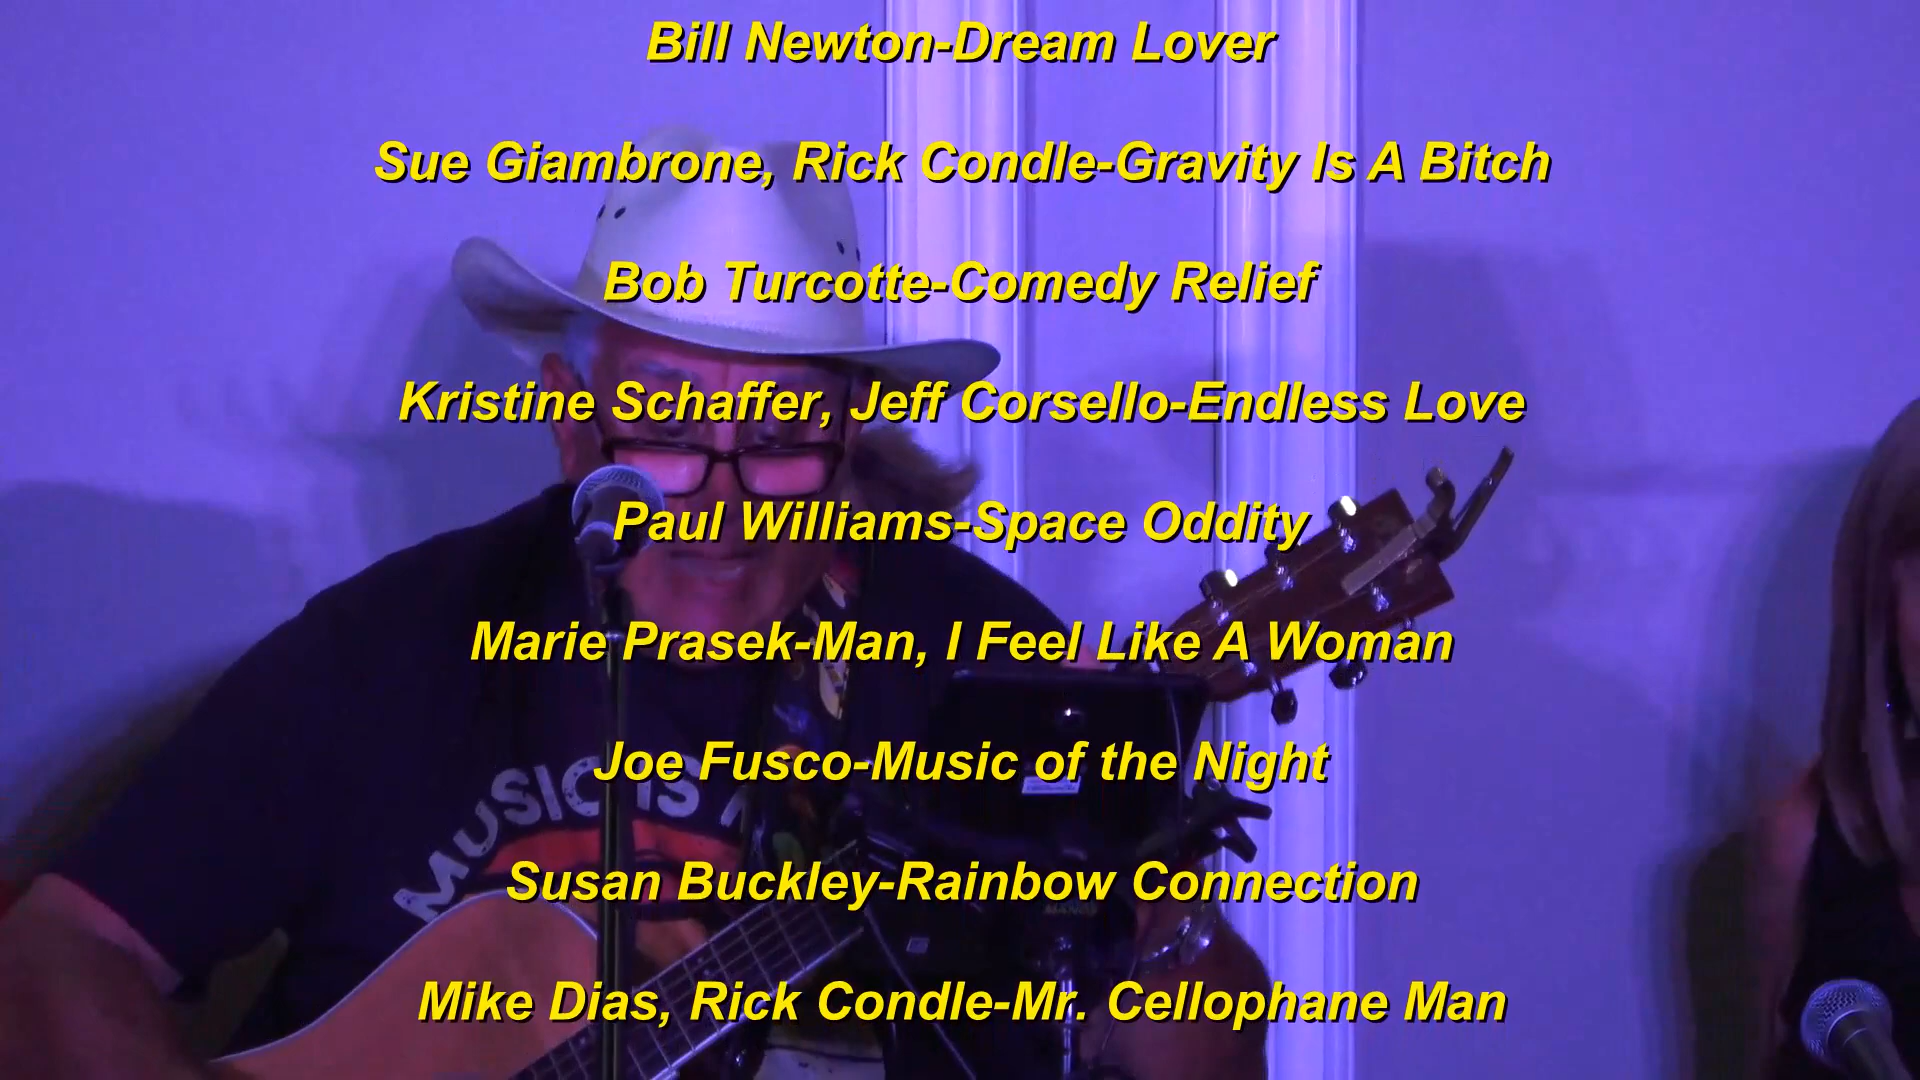 Bill Newton-Dream Lover
Sue Giambrone, Rick Condle-Gravity Is A Bitch
Bob Turcotte-Comedy Relief
Kristine Schaffer, Jeff Corsello-Endless Love
Paul Williams-Space Oddity
Marie Prasek-Man, I Feel Like A Woman
Joe Fusco-Music of the Night
MUSIC IS
Susan Buckley-Rainbow Connection
Mike Dias, Rick Condle-Mr. Cellophane Man